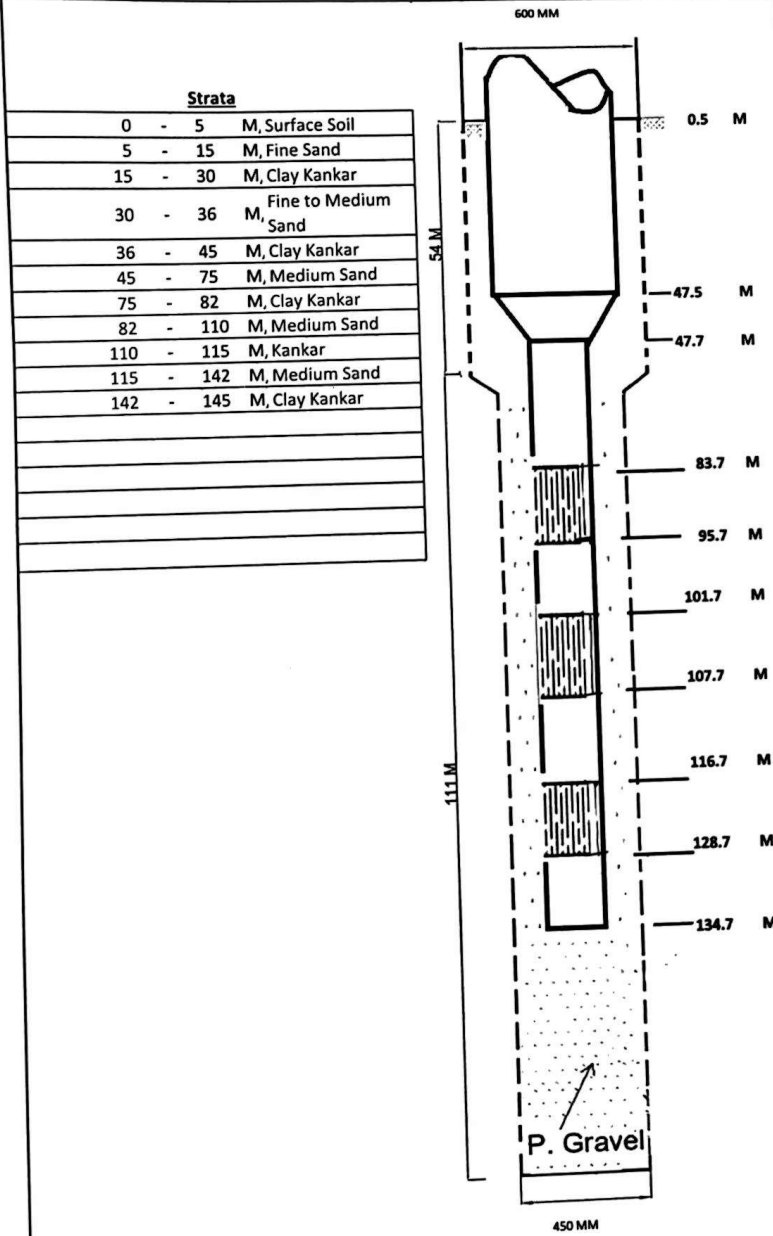 600 MM
Strata
0 - 5 M, Surface Soil
5 - 15 M, Fine Sand
15 - 30 M, Clay Kankar
30 - 36 M, Fine to Medium Sand
36 - 45 M, Clay Kankar
45 - 75 M, Medium Sand
75 - 82 M, Clay Kankar
82 - 110 M, Medium Sand
110 - 115 M, Kankar
115 - 142 M, Medium Sand
142 - 145 M, Clay Kankar
0.5 M
54 M
47.5 M
47.7 M
83.7 M
95.7 M
101.7 M
107.7 M
116.7 M
111 M
128.7 M
134.7 M
P. Gravel
450 MM